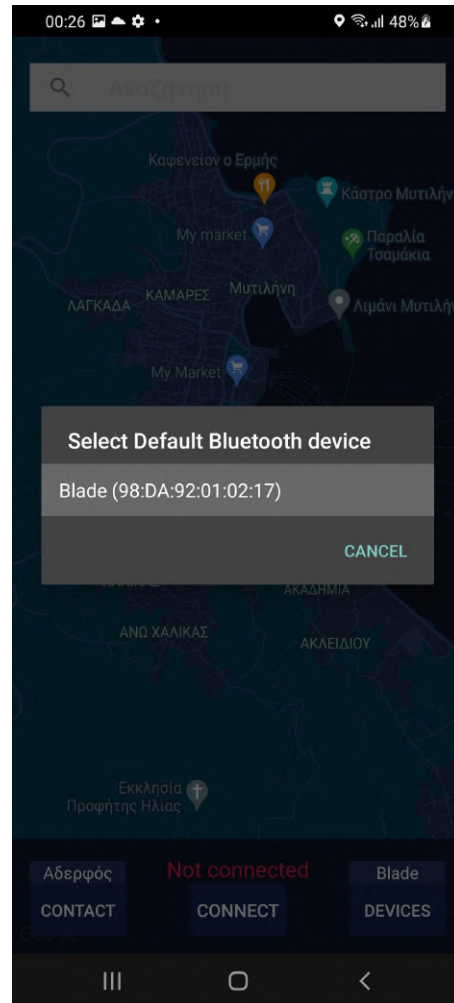 00:26 48%
Αναζήτηση
Καφενείον ο Ερμής
Κάστρο Μυτιλήν
My market
Παραλία
Τσαμάκια
ΛΑΓΚΑΔΑ ΚΑΜΑΡΕΣ Μυτιλήνη
Λιμάνι Μυτιλή
My Market
Select Default Bluetooth device
Blade (98:DA:92:01:02:17)
CANCEL
ΑΚΑΔΗΜΙΑ
ΑΝΩ ΧΑΛΙΚΑΣ
ΑΚΛΕΙΔΙΟΥ
Εκκλησία
Προφήτης Ηλίας
Αδερφός Not connected Blade
CONTACT CONNECT DEVICES
Google